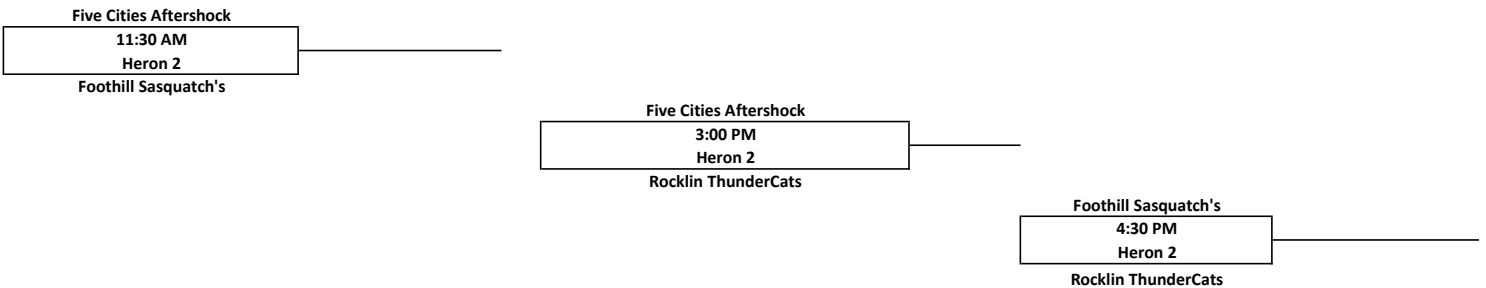 Five Cities Aftershock
11:30 AM
Heron 2
Foothill Sasquatch's
Five Cities Aftershock
3:00 PM
Heron 2
Rocklin ThunderCats
Foothill Sasquatch's
4:30 PM
Heron 2
Rocklin ThunderCats